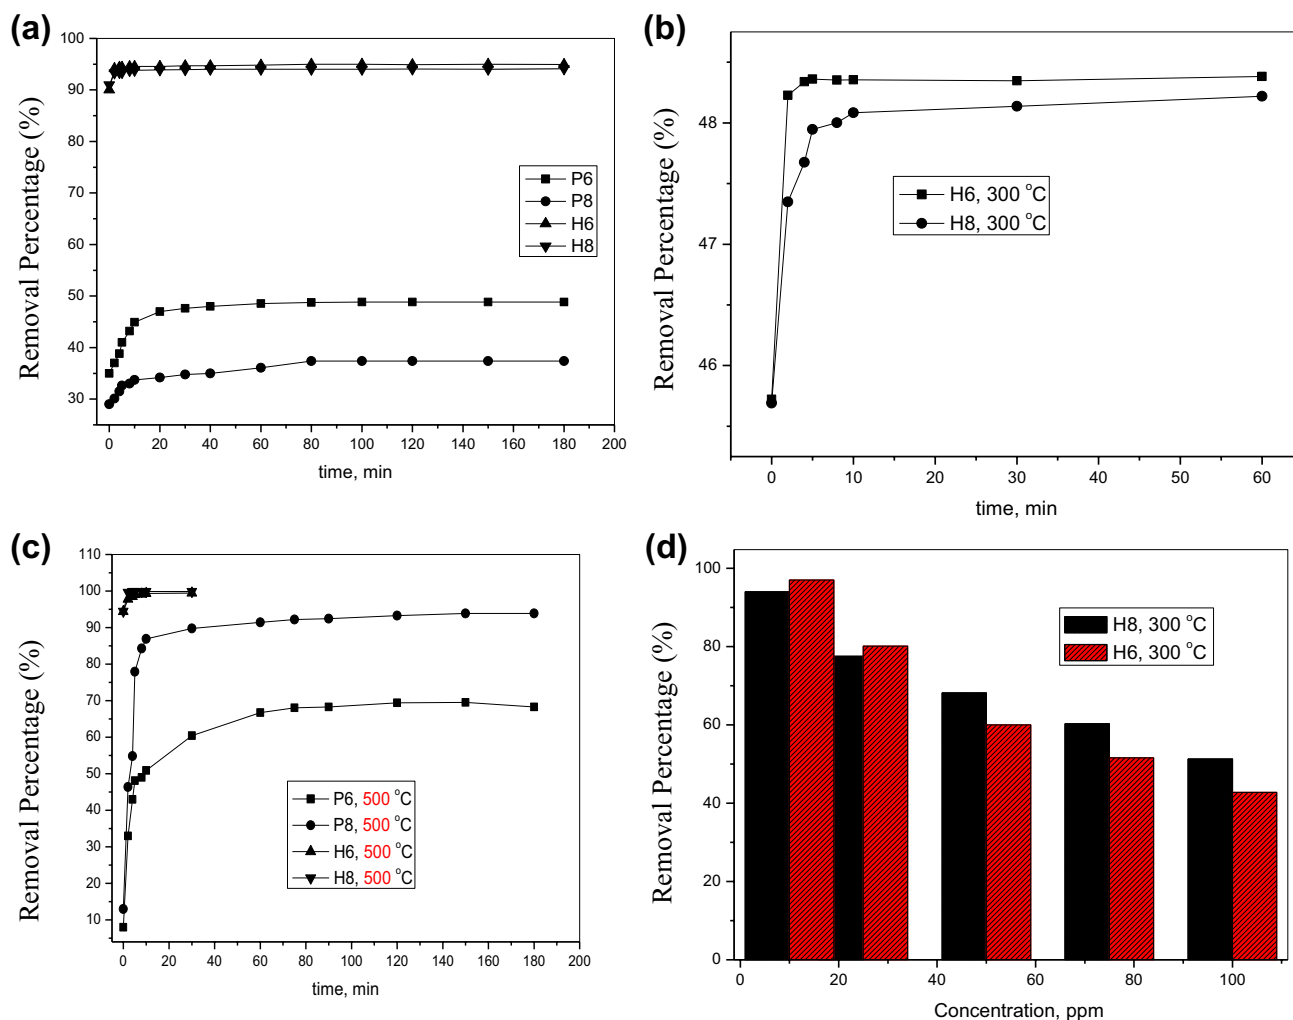 (a)
Removal Percentage (%)
100
90
80
70
60
50
40
30
0 20 40 60 80 100 120 140 160 180 200
time, min
P6
P8
H6
H8
(b)
Removal Percentage (%)
48
47
46
0 10 20 30 40 50 60
time, min
H6, 300 °C
H8, 300 °C
(c)
Removal Percentage (%)
110
100
90
80
70
60
50
40
30
20
10
0 20 40 60 80 100 120 140 160 180 200
time, min
P6, 500 °C
P8, 500 °C
H6, 500 °C
H8, 500 °C
(d)
Removal Percentage (%)
100
80
60
40
20
0
0 20 40 60 80 100
Concentration, ppm
H8, 300 °C
H6, 300 °C